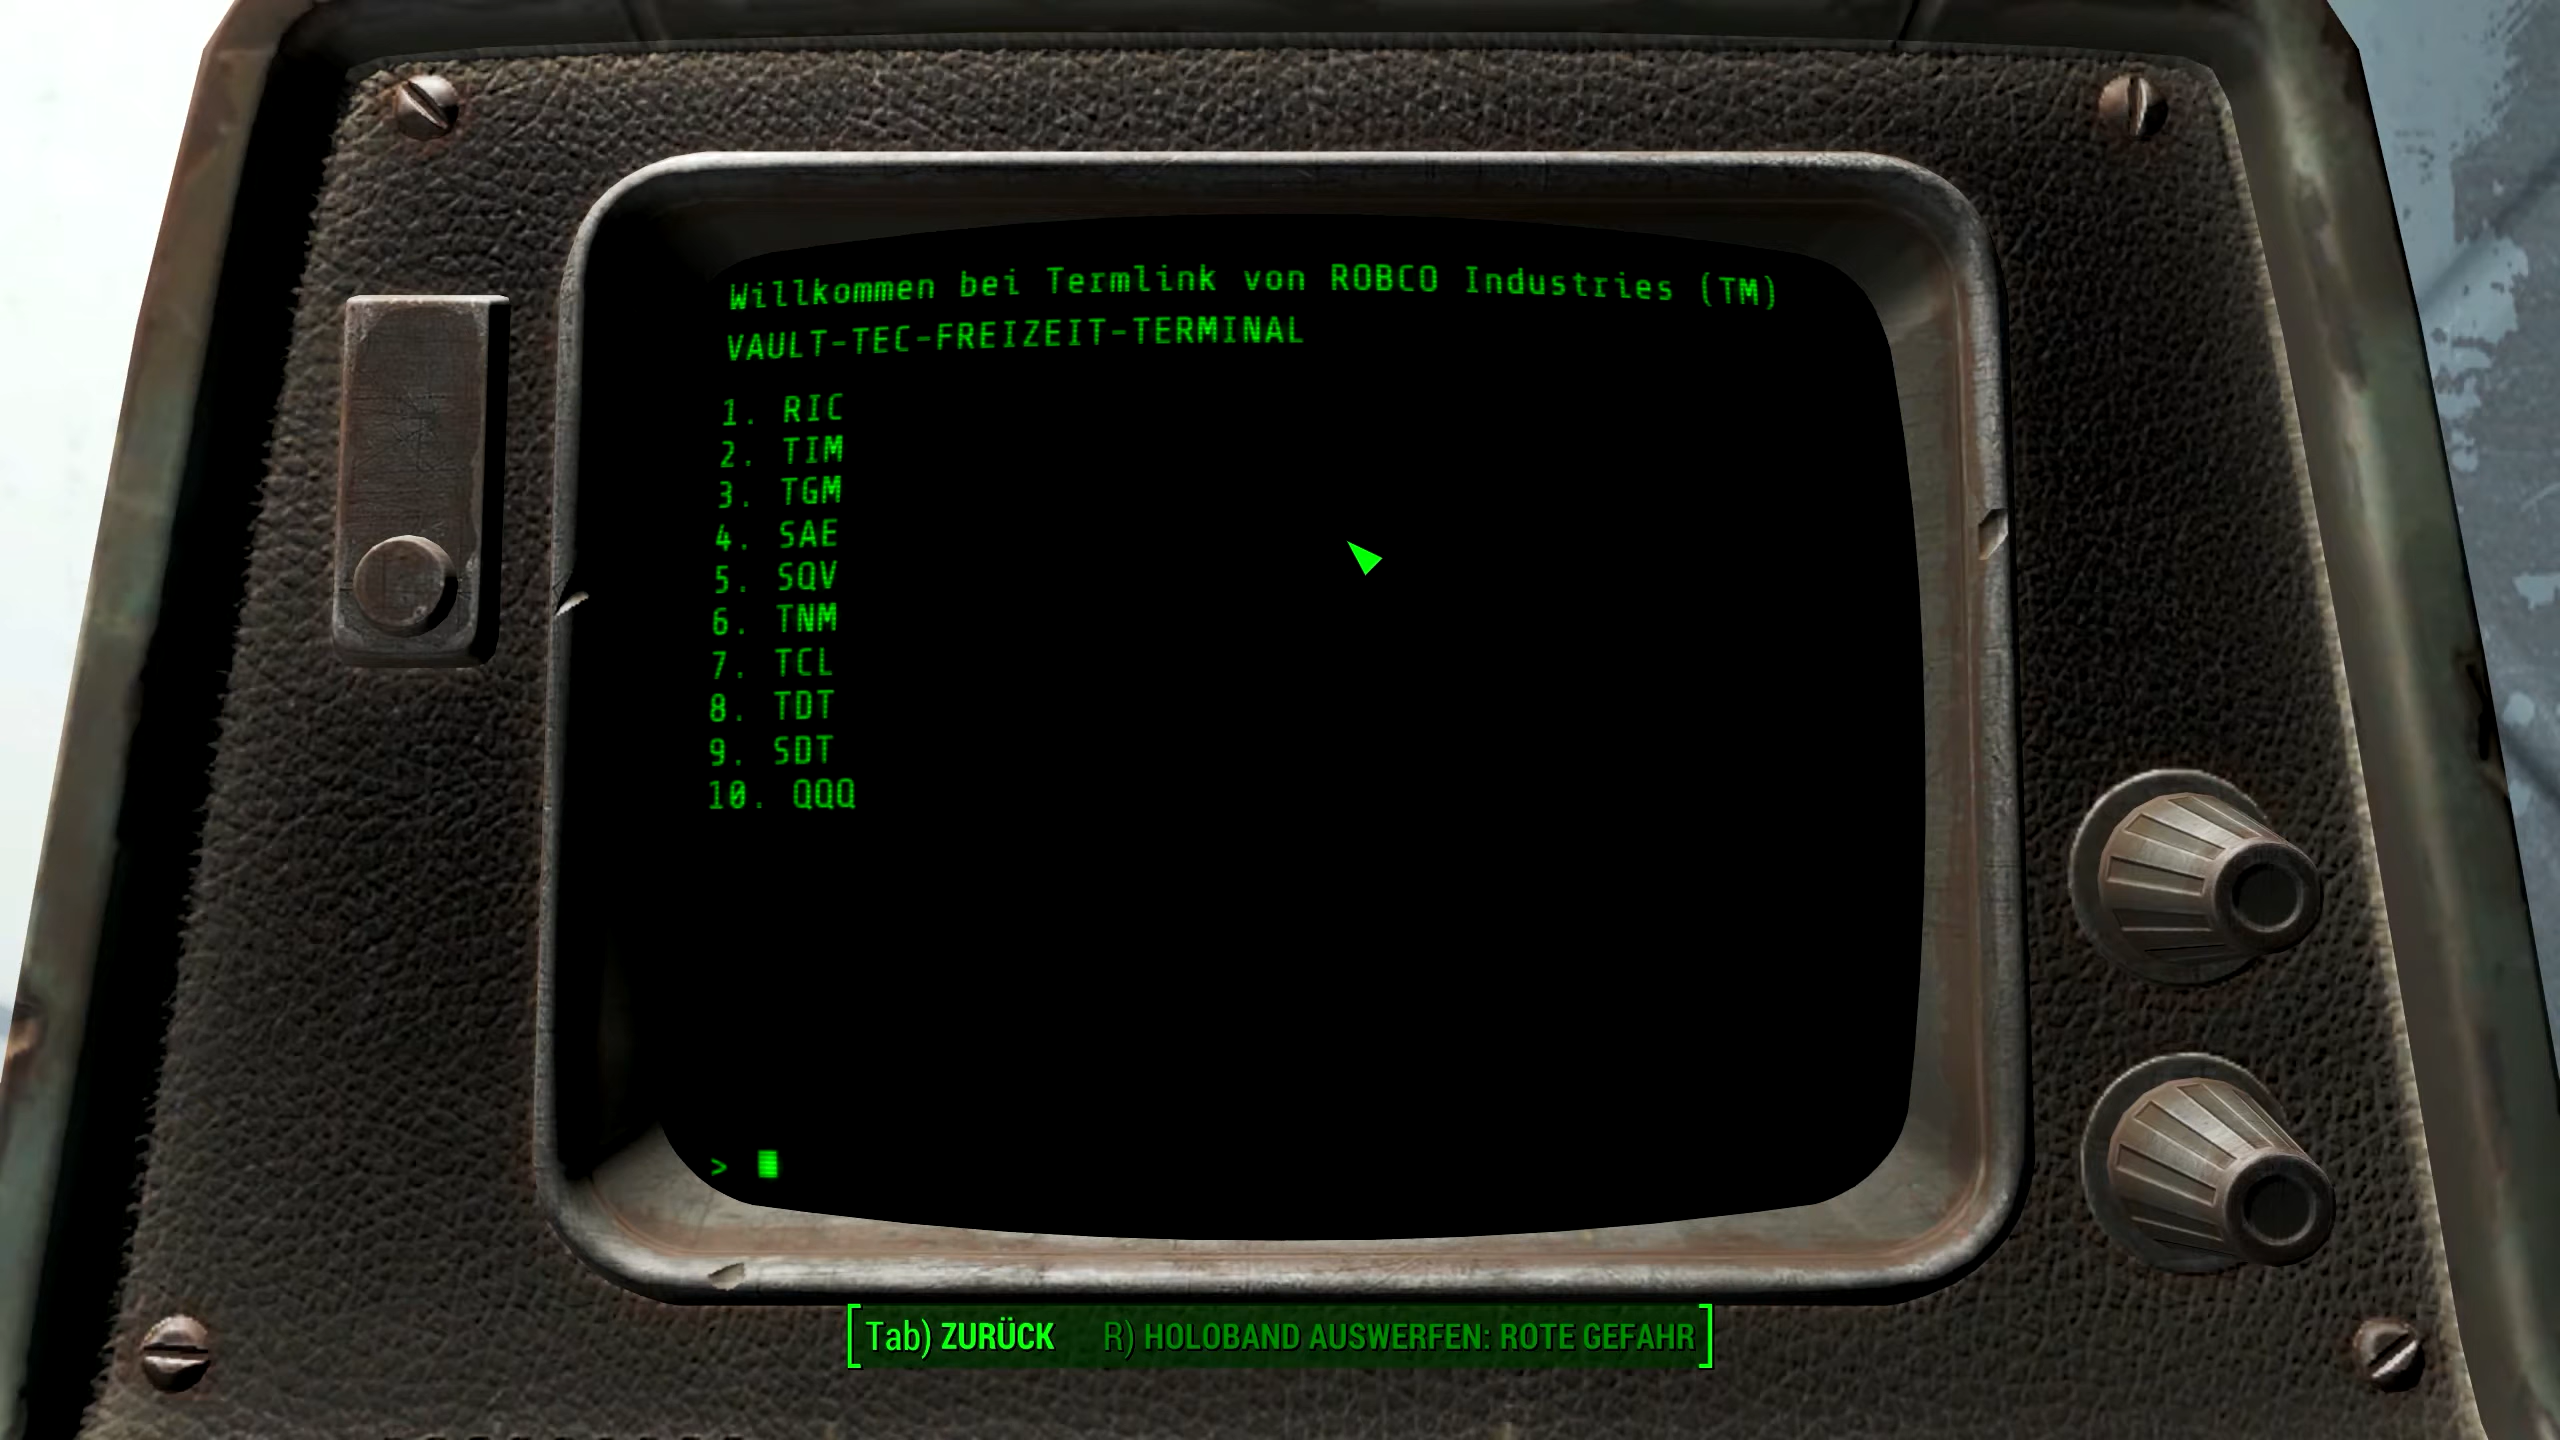 Willkommen bei Termlink von ROBCO Industries (TM)
VAULT-TEC-FREIZEIT-TERMINAL
1. RIC
2. TIM
3. TGM
4. SAE
5. SQV
6. TNM
7. TCL
8. TDT
9. SDT
10. QQQ
>
Tab) ZURÜCK R) HOLOBAND AUSWERFEN: ROTE GEFAHR